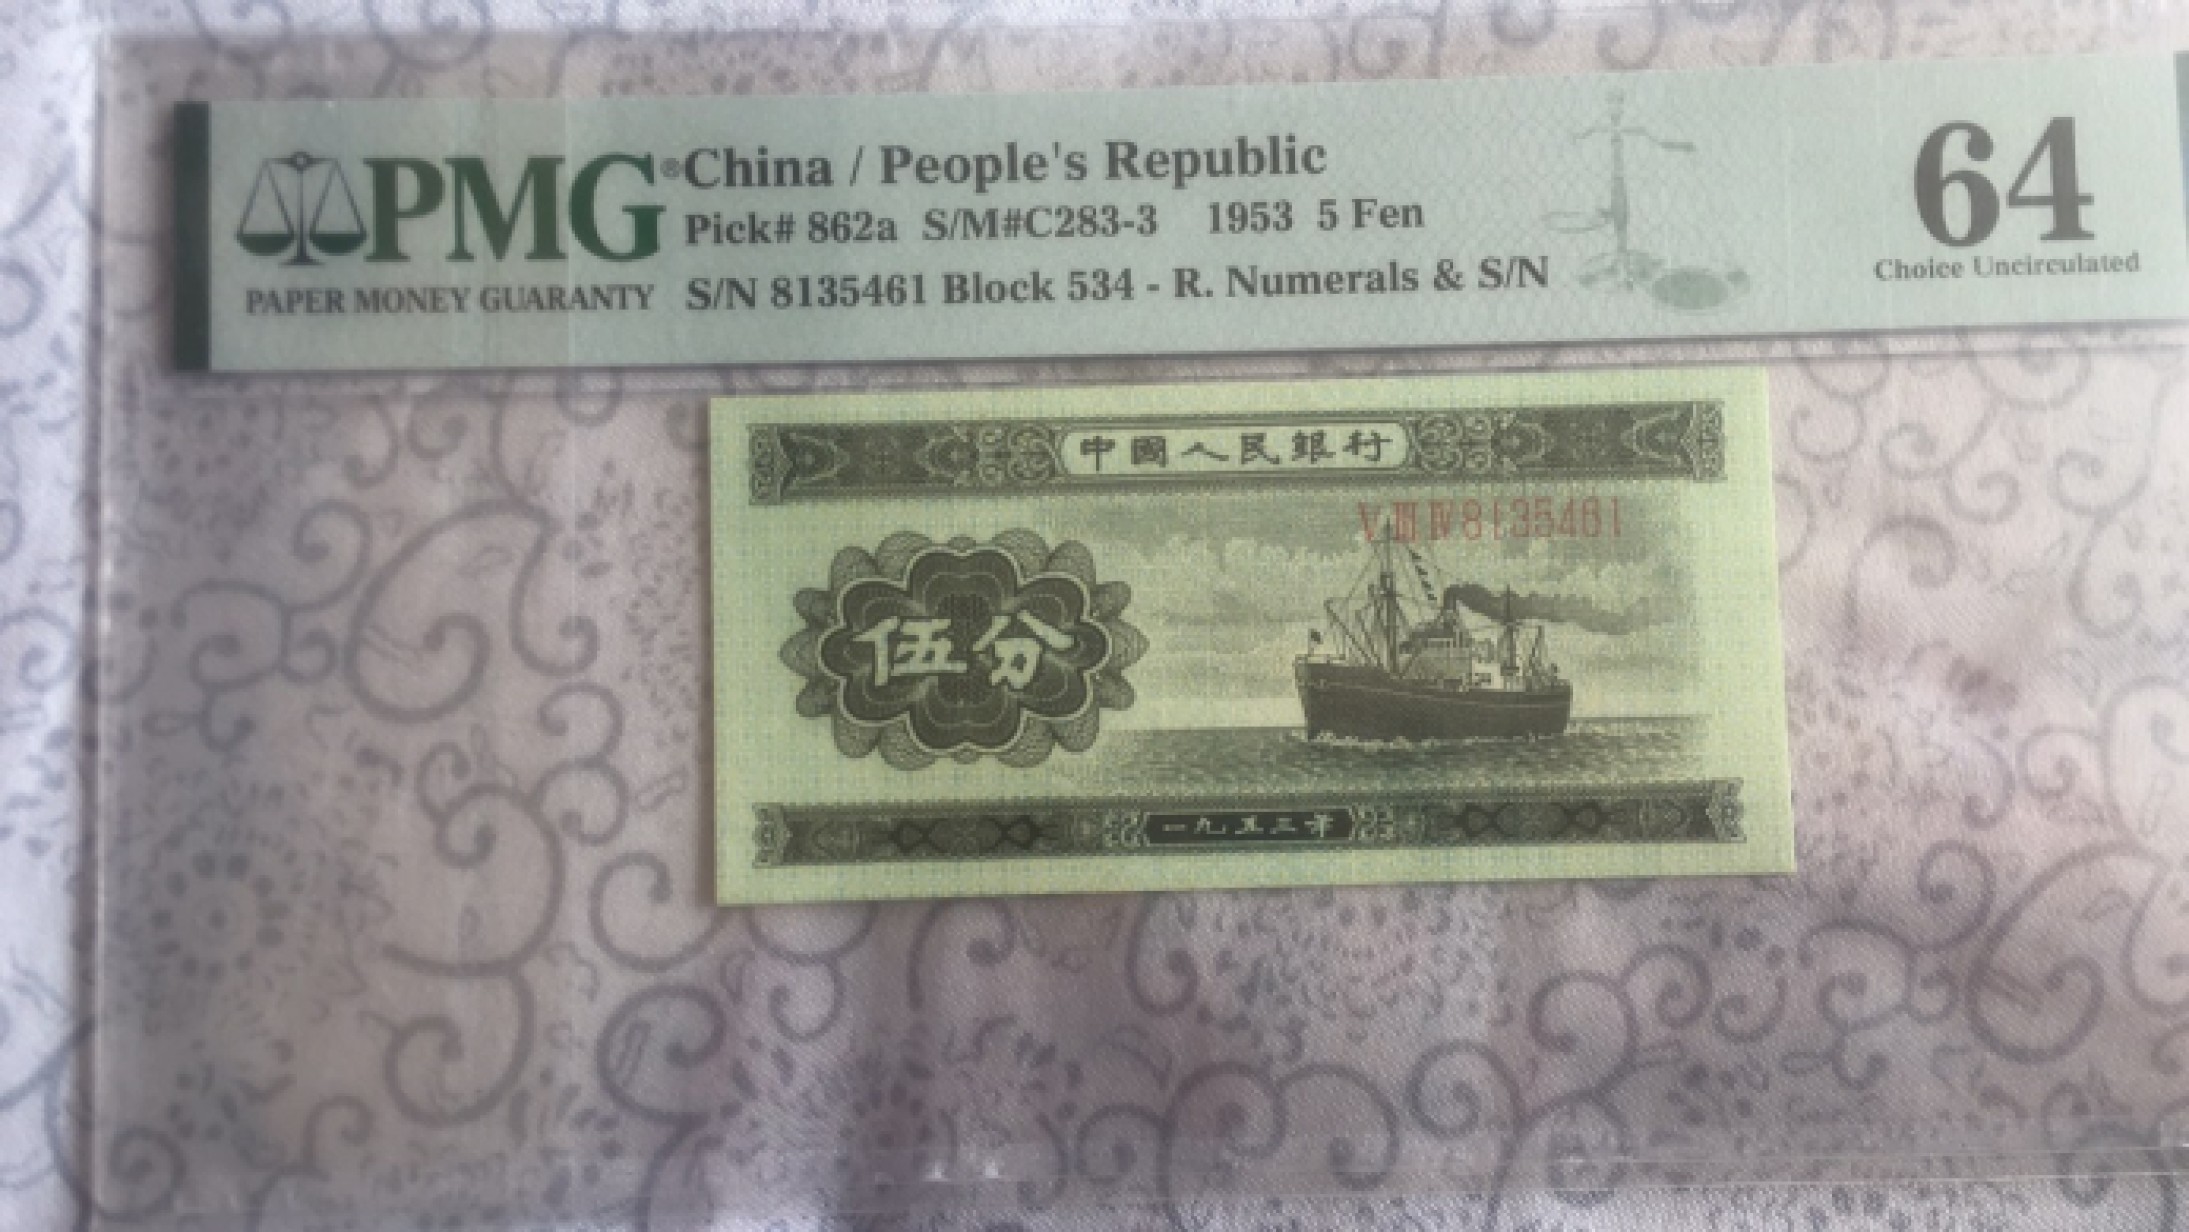 PMG®
PAPER MONEY GUARANTY
China / People's Republic
Pick# 862a S/M#C283-3 1953 5 Fen
S/N 8135461 Block 534 - R. Numerals & S/N
64
Choice Uncirculated
中國人民銀行
V III IV 8135461
伍分
一九五三年